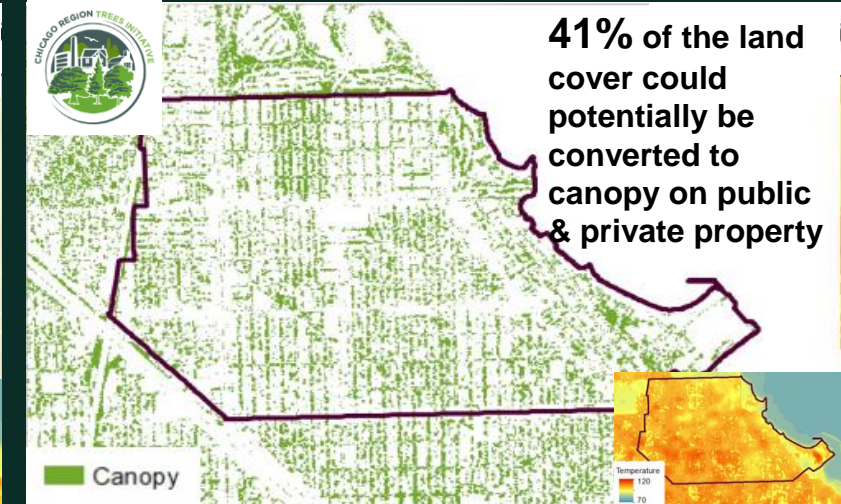 CHICAGO REGION TREES INITIATIVE
41% of the land
cover could
potentially be
converted to
canopy on public
& private property
Canopy
Temperature
120
70